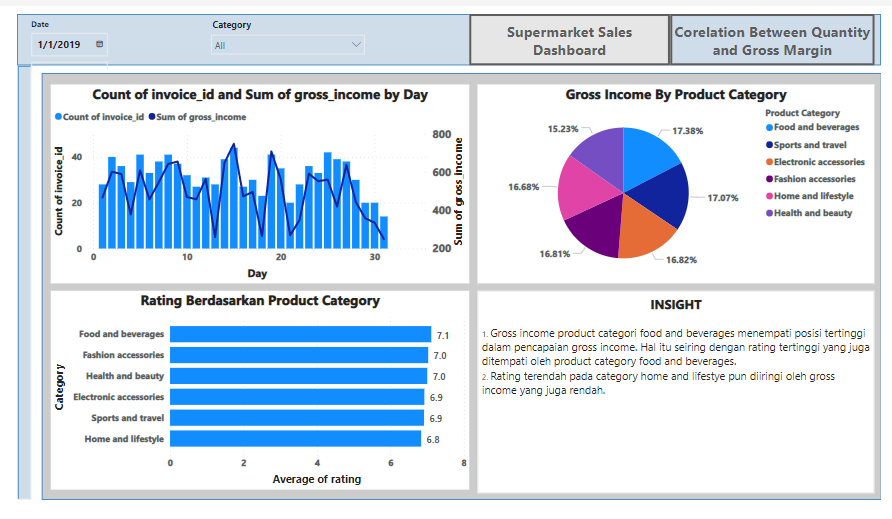 Date
1/1/2019
Category
All
Supermarket Sales
Dashboard
Corelation Between Quantity
and Gross Margin
Count of invoice_id and Sum of gross_income by Day
Count of invoice_id
Sum of gross_income
Count of invoice_id
40
20
0
800
600
400
200
Sum of gross_income
0
10
20
30
Day
Gross Income By Product Category
15.23%
17.38%
16.68%
17.07%
16.81%
16.82%
Product Category
Food and beverages
Sports and travel
Electronic accessories
Fashion accessories
Home and lifestyle
Health and beauty
Rating Berdasarkan Product Category
Category
Food and beverages
7.1
Fashion accessories
7.0
Health and beauty
7.0
Electronic accessories
6.9
Sports and travel
6.9
Home and lifestyle
6.8
0
2
4
6
8
Average of rating
INSIGHT
1. Gross income product categori food and beverages menempati posisi tertinggi
dalam pencapaian gross income. Hal itu seiring dengan rating tertinggi yang juga
ditempati oleh product category food and beverages.
2. Rating terendah pada category home and lifestye pun diiringi oleh gross
income yang juga rendah.